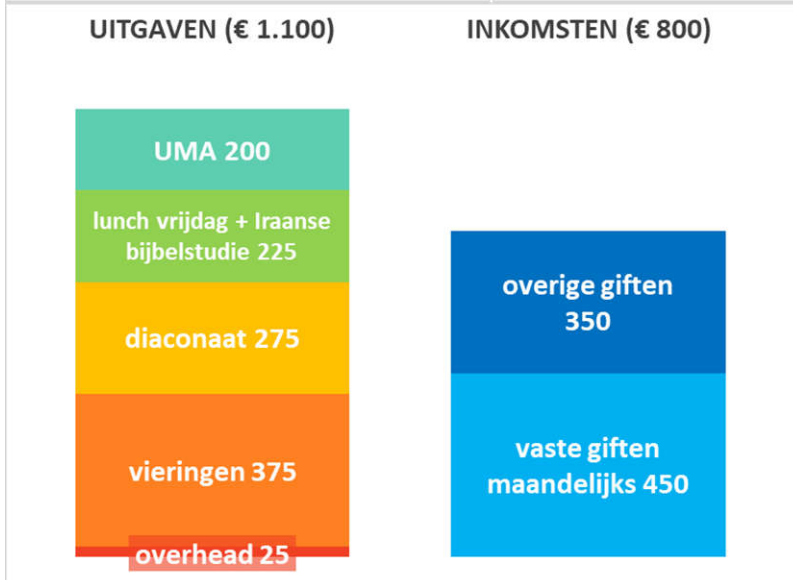 UITGAVEN (€ 1.100)
UMA 200
lunch vrijdag + Iraanse
bijbelstudie 225
diaconaat 275
vieringen 375
overhead 25
INKOMSTEN (€ 800)
overige giften
350
vaste giften
maandelijks 450